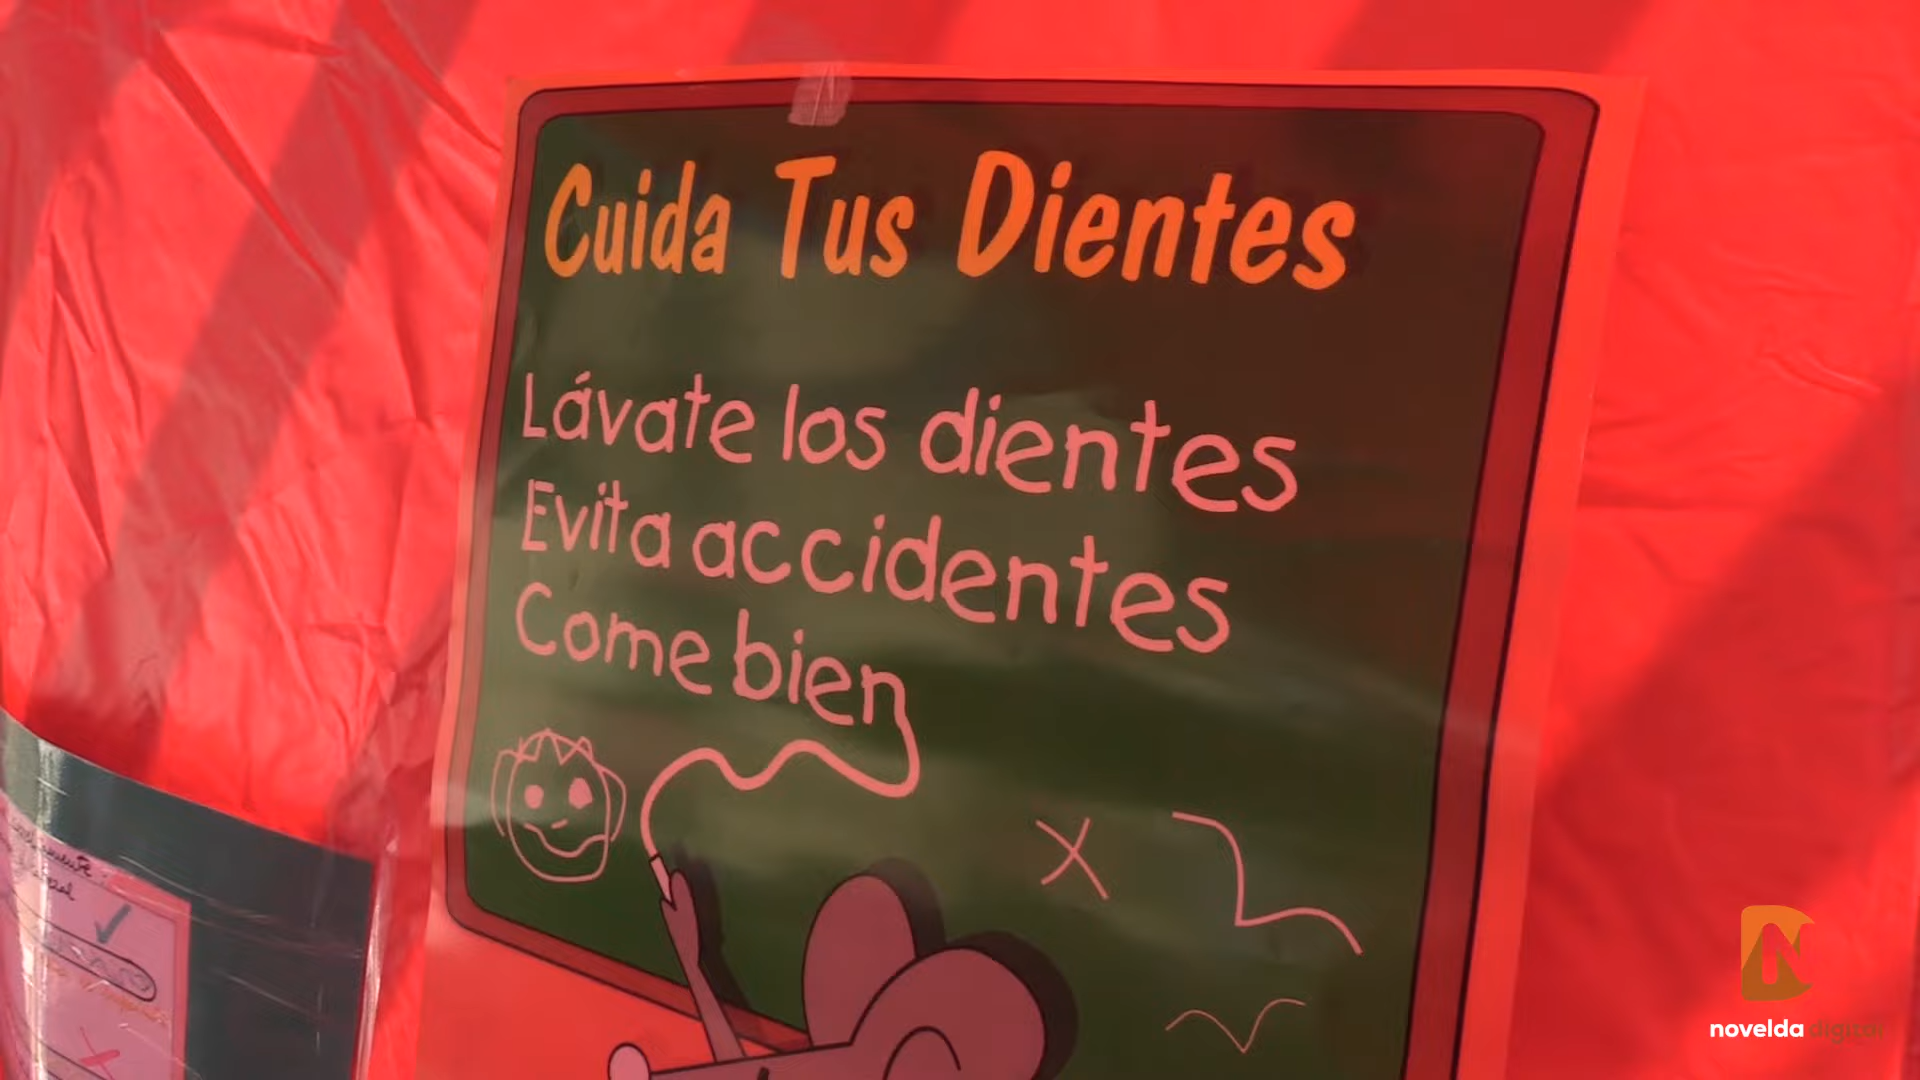 Cuida Tus Dientes
Lávate los dientes
Evita accidentes
Come bien
novelda digital